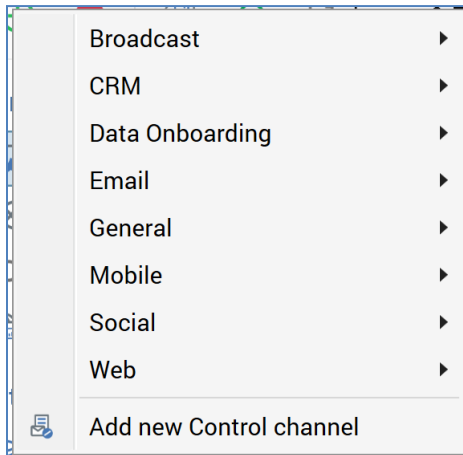 Broadcast
CRM
Data Onboarding
Email
General
Mobile
Social
Web
Add new Control channel